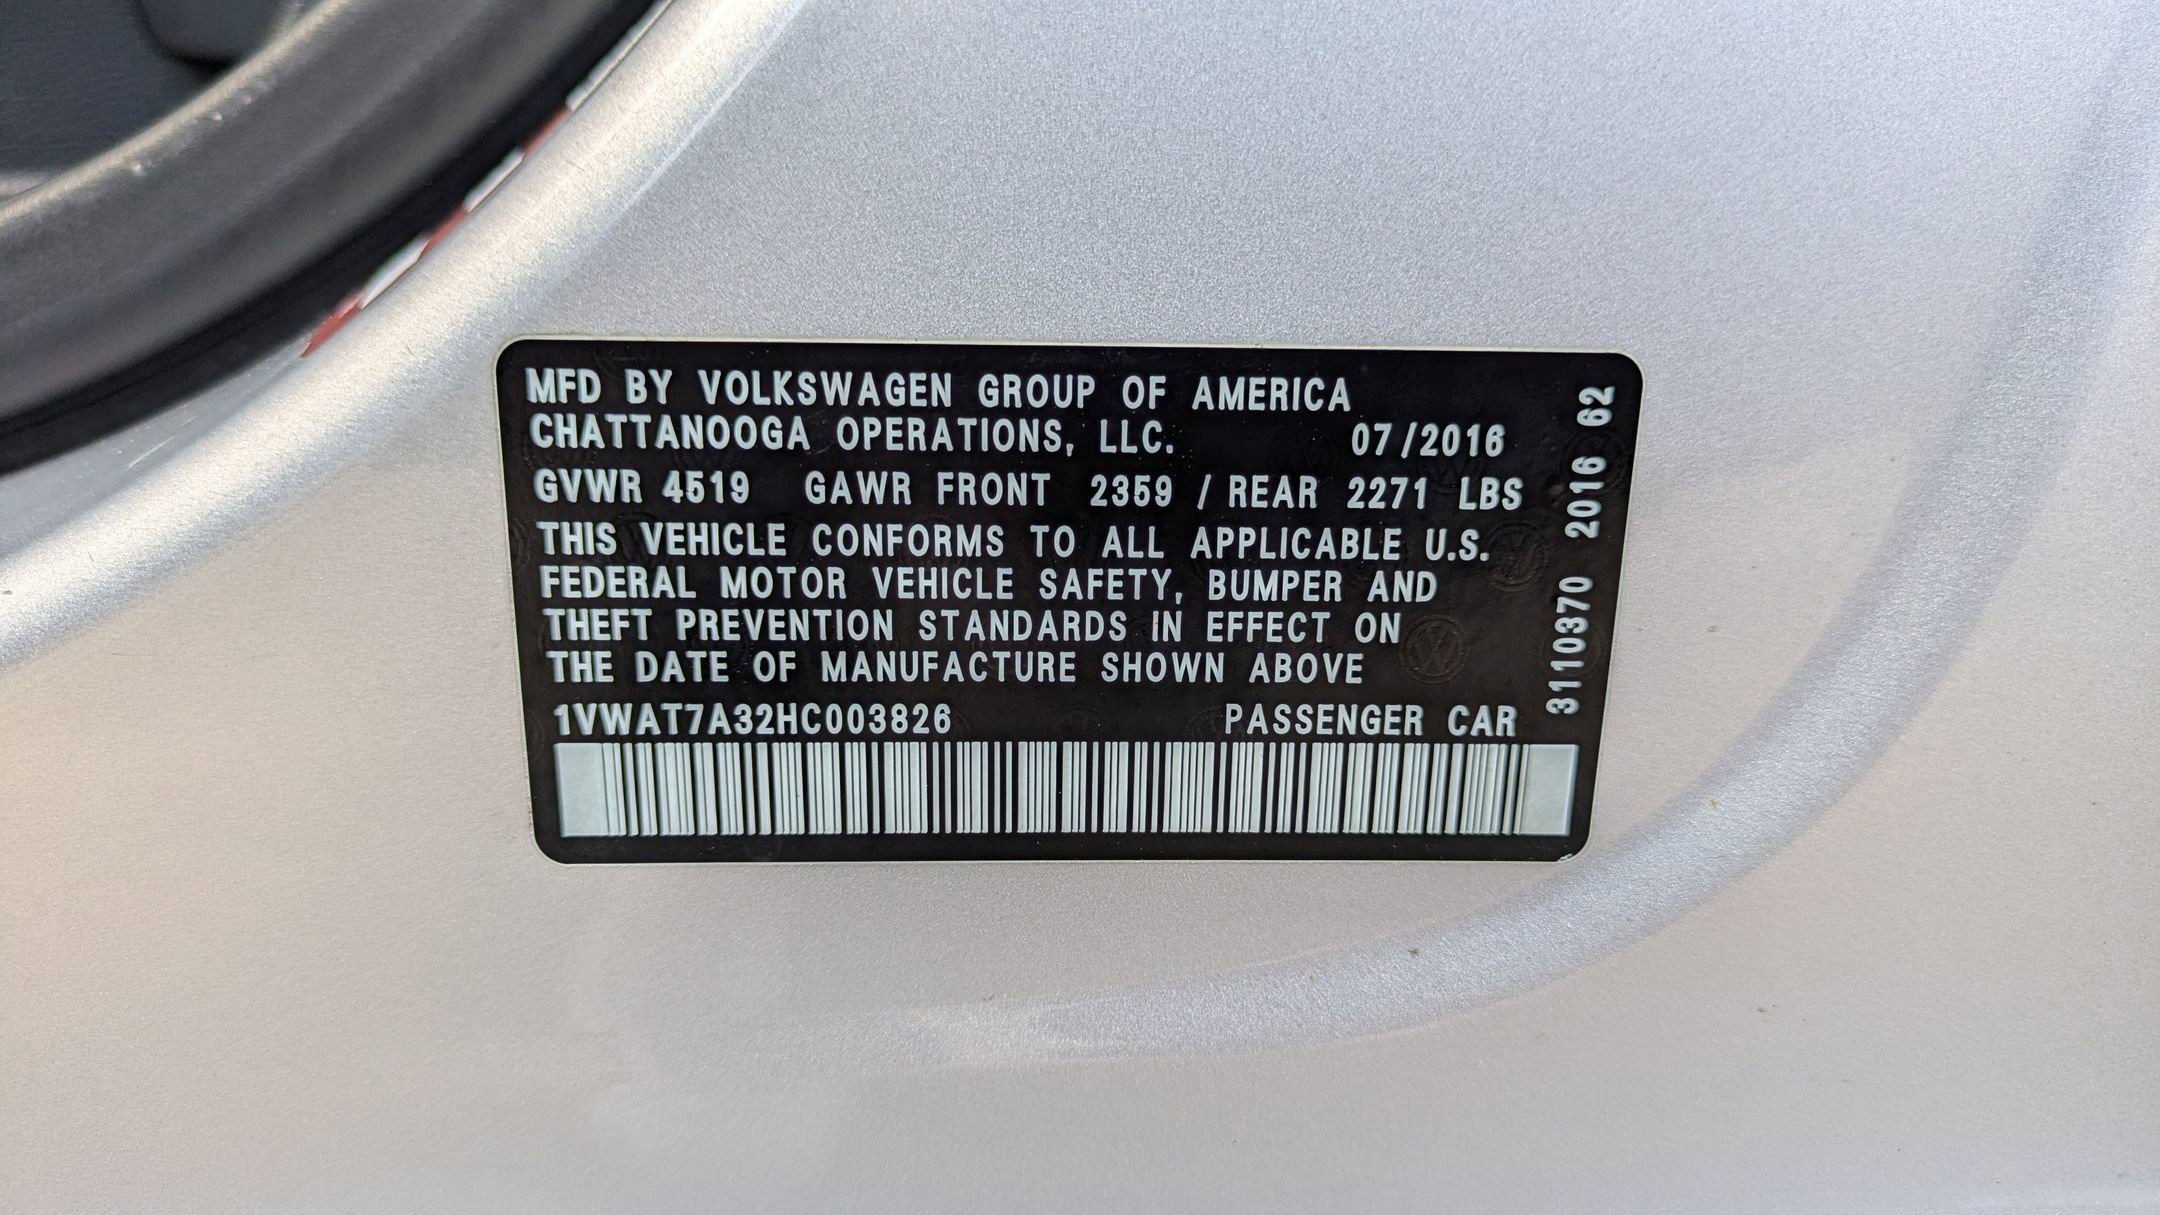 MFD BY VOLKSWAGEN GROUP OF AMERICA
CHATTANOOGA OPERATIONS, LLC. 07/2016
GVWR 4519 GAWR FRONT 2359 / REAR 2271 LBS
THIS VEHICLE CONFORMS TO ALL APPLICABLE U.S.
FEDERAL MOTOR VEHICLE SAFETY, BUMPER AND
THEFT PREVENTION STANDARDS IN EFFECT ON
THE DATE OF MANUFACTURE SHOWN ABOVE
1VWAT7A32HC003826 PASSENGER CAR
3110370 2016 62